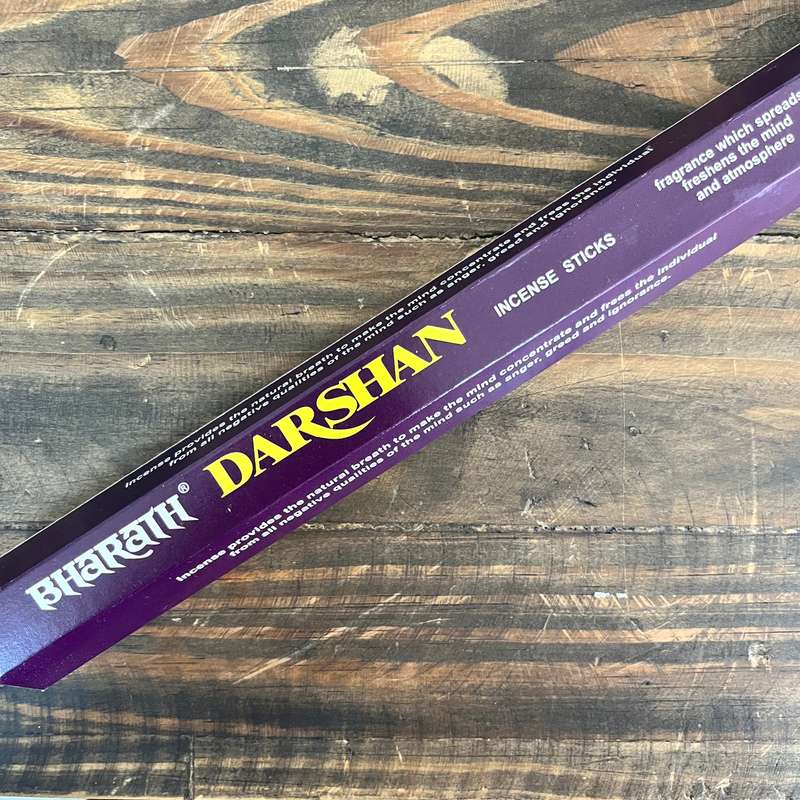 Incense provides the natural breath to make the mind concentrate and frees the individual
from all negative qualities of the mind such as anger, greed and ignorance.
BHARATH®
DARSHAN
INCENSE STICKS
fragrance which spreads
freshens the mind
and atmosphere
Incense provides the natural breath to make the mind concentrate and frees the individual
from all negative qualities of the mind such as anger, greed and ignorance.